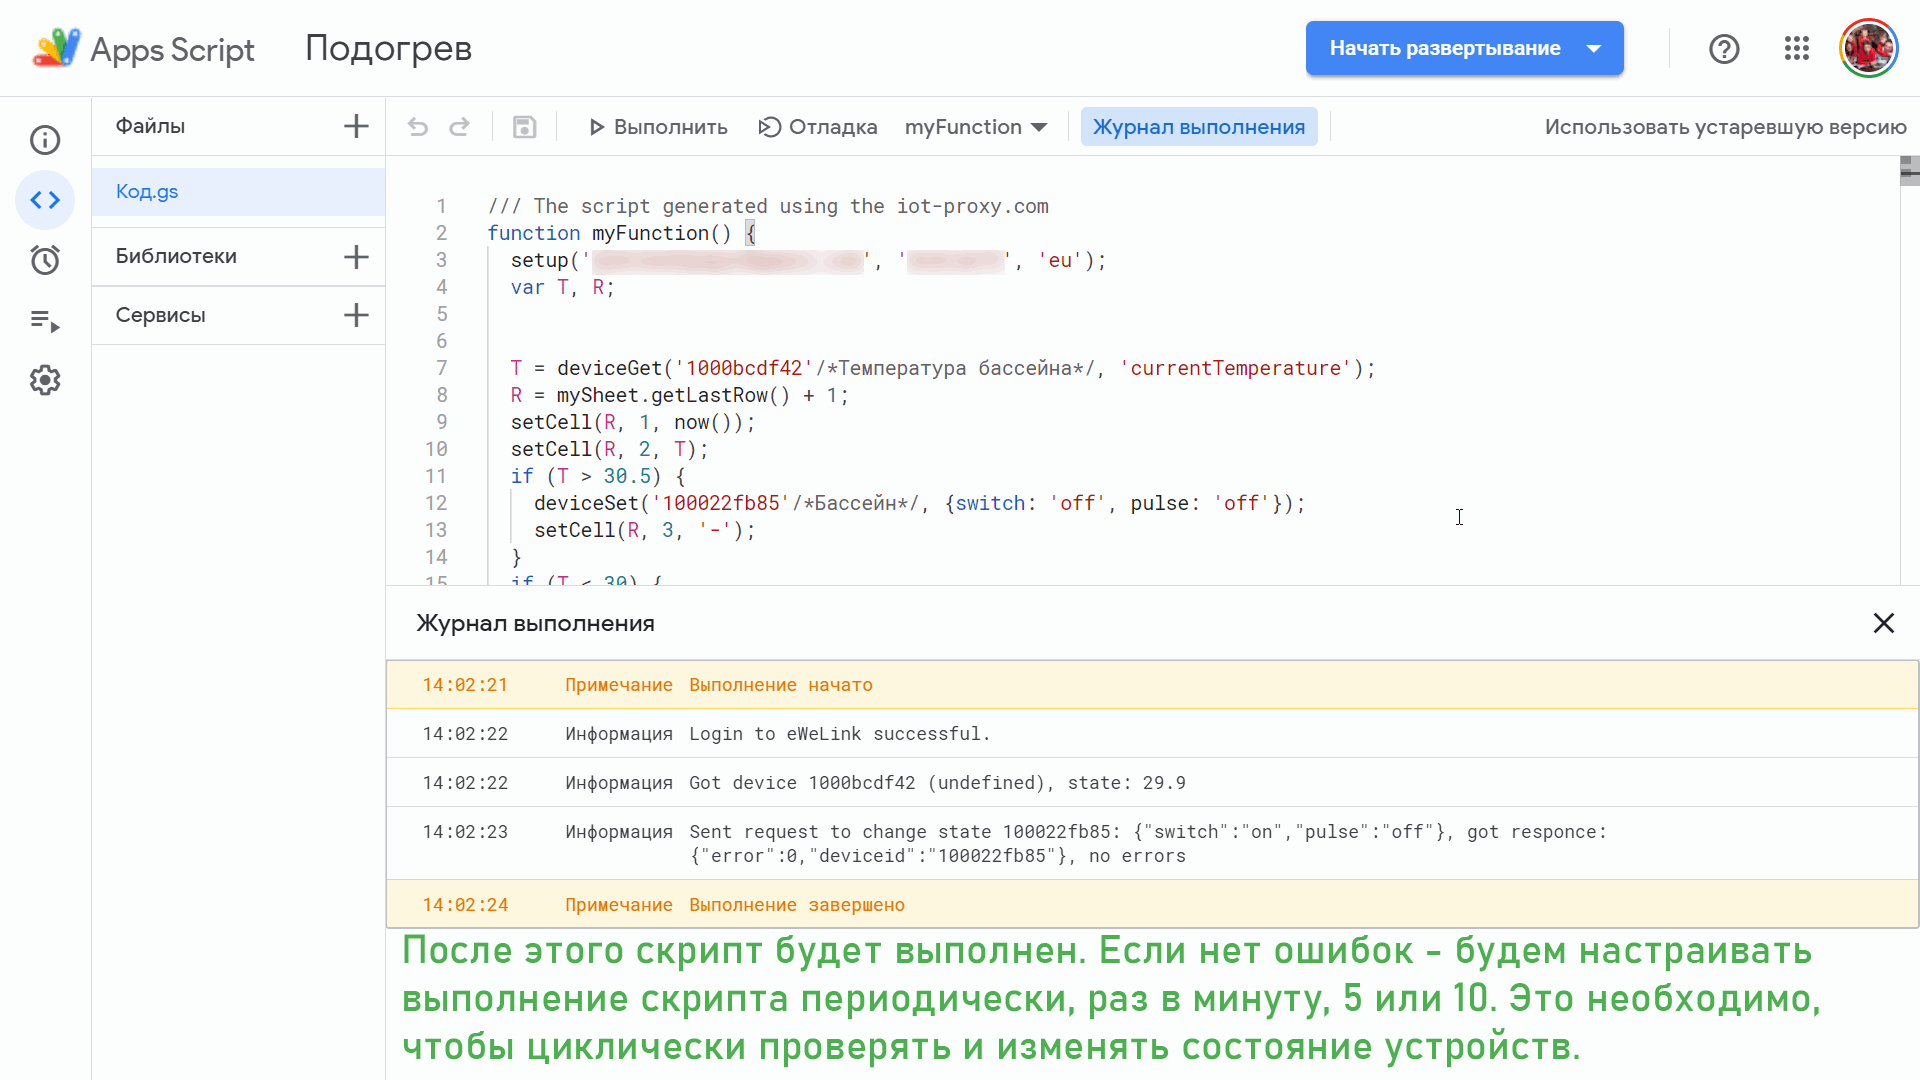 Apps Script
Подогрев
Начать развертывание
Файлы
Выполнить
Отладка
myFunction
Журнал выполнения
Использовать устаревшую версию
Код.gs
Библиотеки
Сервисы
1 /// The script generated using the iot-proxy.com
2 function myFunction() {
3 setup('', '', 'eu');
4 var T, R;
5
6
7 T = deviceGet('1000bcdf42'/*Температура бассейна*/, 'currentTemperature');
8 R = mySheet.getLastRow() + 1;
9 setCell(R, 1, now());
10 setCell(R, 2, T);
11 if (T > 30.5) {
12 deviceSet('100022fb85'/*Бассейн*/, {switch: 'off', pulse: 'off'});
13 setCell(R, 3, '-');
14 }
15 if (T < 30) {
Журнал выполнения
14:02:21 Примечание Выполнение начато
14:02:22 Информация Login to eWeLink successful.
14:02:22 Информация Got device 1000bcdf42 (undefined), state: 29.9
14:02:23 Информация Sent request to change state 100022fb85: {"switch":"on","pulse":"off"}, got responce:
{"error":0,"deviceid":"100022fb85"}, no errors
14:02:24 Примечание Выполнение завершено
После этого скрипт будет выполнен. Если нет ошибок - будем настраивать
выполнение скрипта периодически, раз в минуту, 5 или 10. Это необходимо,
чтобы циклически проверять и изменять состояние устройств.